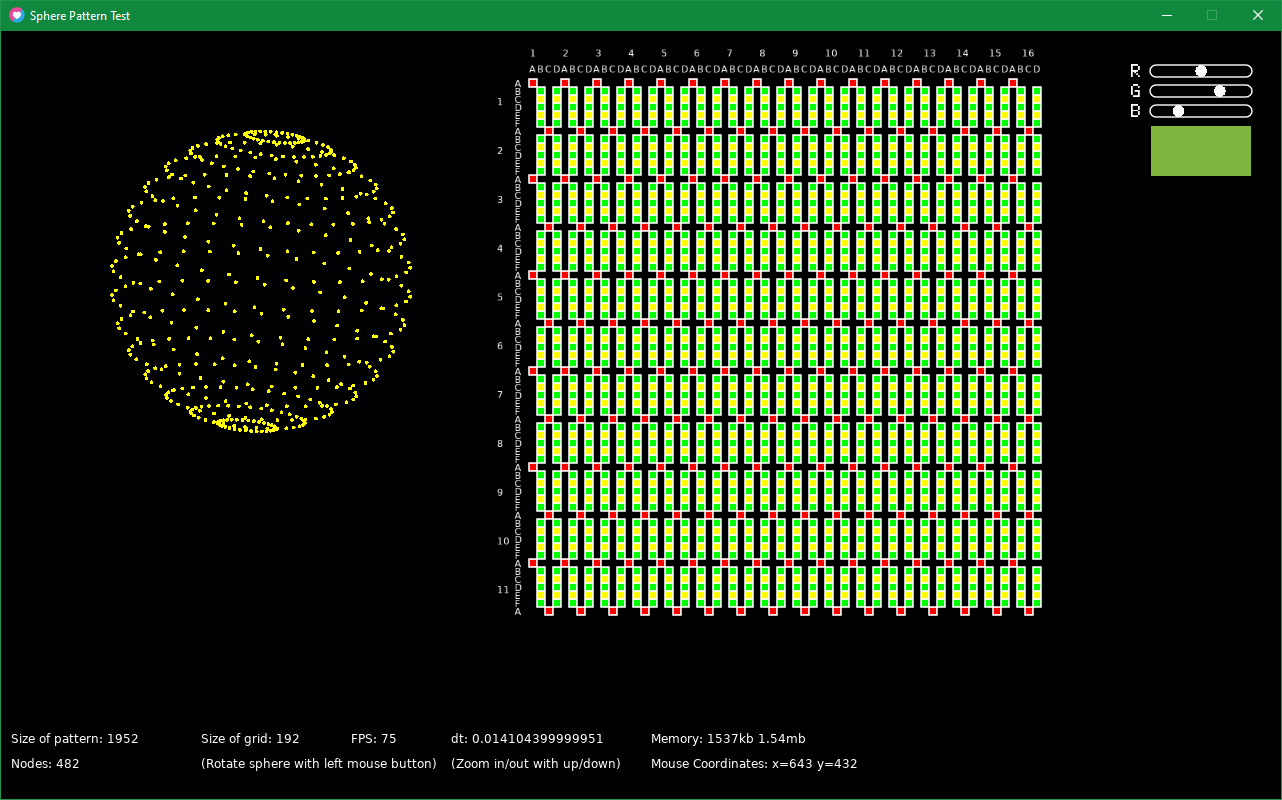 Sphere Pattern Test
1 2 3 4 5 6 7 8 9 10 11 12 13 14 15 16
A B C D A B C D A B C D A B C D A B C D A B C D A B C D A B C D A B C D A B C D A B C D A B C D A B C D A B C D A B C D A B C D
R
G
B
A
B
1 C
D
E
F
A
B
2 C
D
E
F
A
B
3 C
D
E
F
A
B
4 C
D
E
F
A
B
5 C
D
E
F
A
B
6 C
D
E
F
A
B
7 C
D
E
F
A
B
8 C
D
E
F
A
B
9 C
D
E
F
A
B
10 C
D
E
F
A
B
11 C
D
E
F
A
Size of pattern: 1952 Size of grid: 192 FPS: 75 dt: 0.014104399999951 Memory: 1537kb 1.54mb
Nodes: 482 (Rotate sphere with left mouse button) (Zoom in/out with up/down) Mouse Coordinates: x=643 y=432